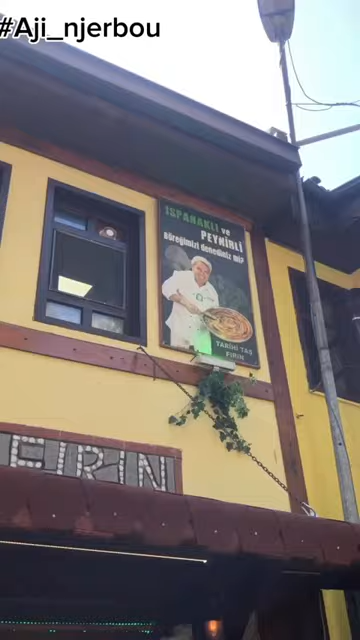 #Aji_njerbou
ISPANAKLI ve
PEYNİRLİ
Böreğimizi denediniz mi?
TARİHİ TAŞ
FIRIN
FIRIN